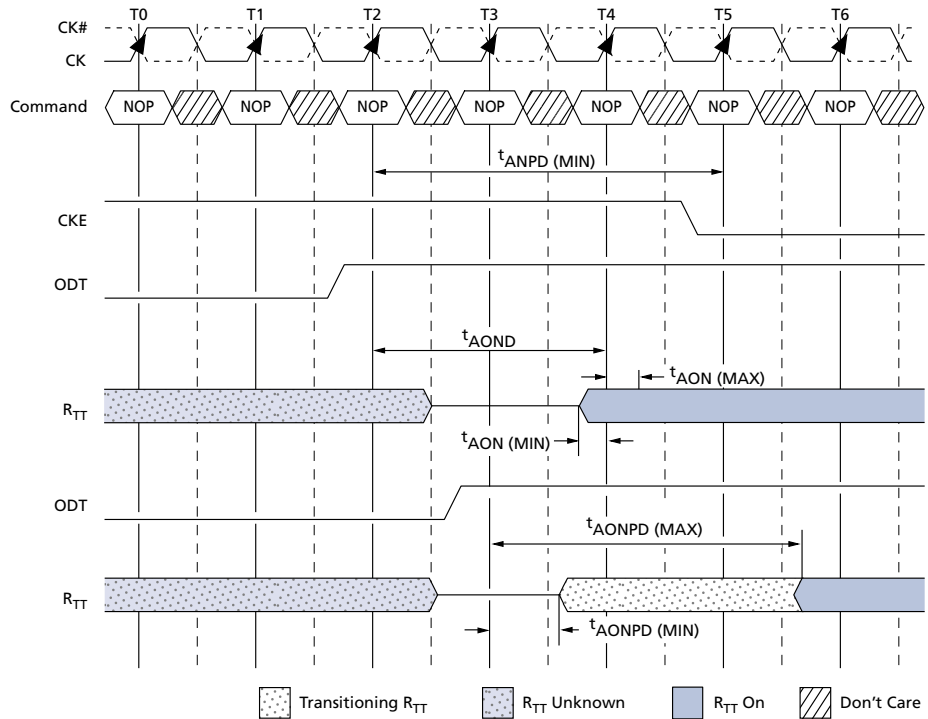 T0 T1 T2 T3 T4 T5 T6
CK#
CK
Command NOP NOP NOP NOP NOP NOP NOP
tANPD (MIN)
CKE
ODT
tAOND
tAON (MAX)
RTT
tAON (MIN)
ODT
tAONPD (MAX)
RTT
tAONPD (MIN)
Transitioning RTT RTT Unknown RTT On Don't Care